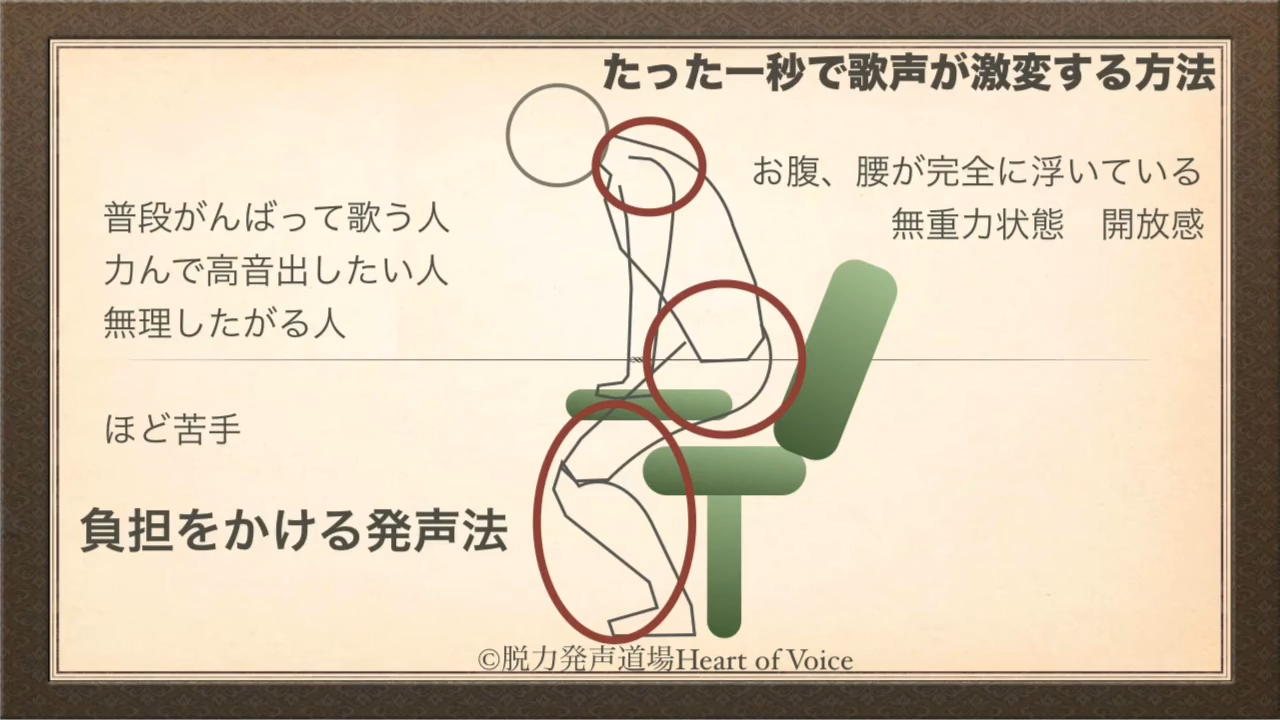 たった一秒で歌声が激変する方法
お腹、腰が完全に浮いている
無重力状態　開放感
普段がんばって歌う人
力んで高音出したい人
無理したがる人
ほど苦手
負担をかける発声法
©脱力発声道場Heart of Voice